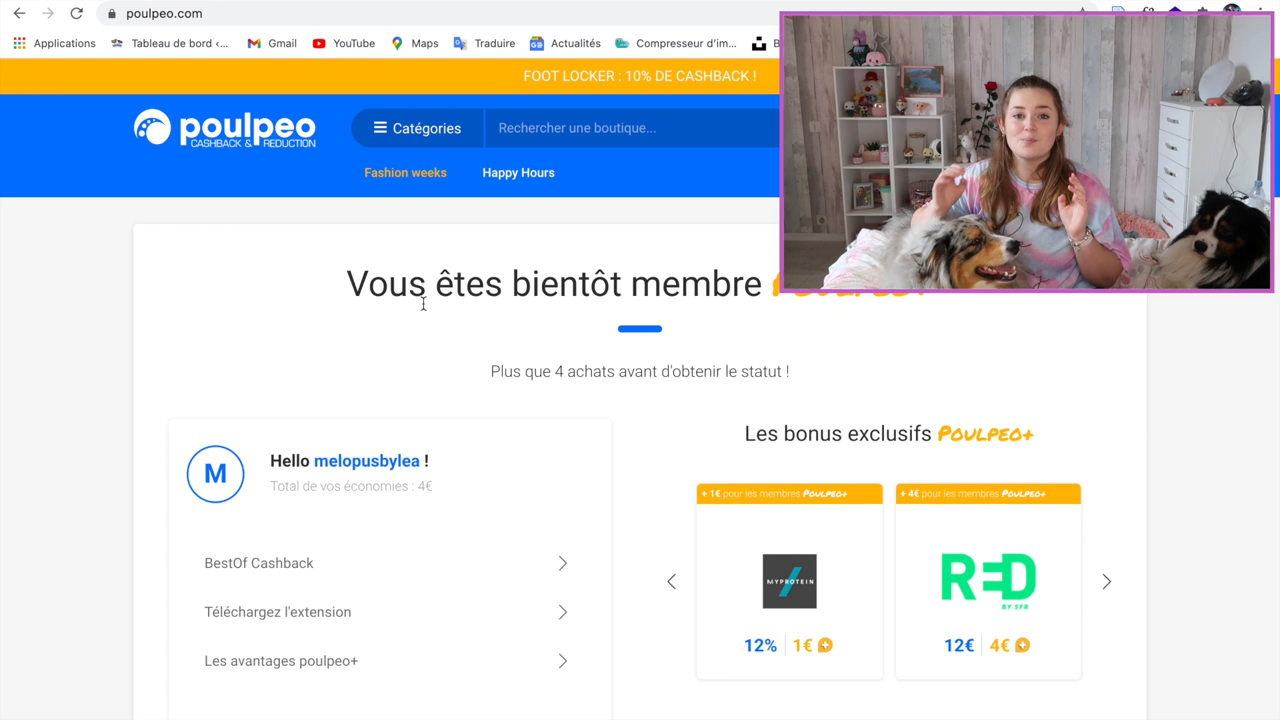 poulpeo.com
Applications Tableau de bord ‹... Gmail YouTube Maps Traduire Actualités Compresseur d'im... B
FOOT LOCKER : 10% DE CASHBACK !
poulpeo
CASHBACK & REDUCTION
Catégories Rechercher une boutique...
Fashion weeks Happy Hours
Vous êtes bientôt membre
Plus que 4 achats avant d'obtenir le statut !
M
Hello melopusbylea !
Total de vos économies : 4€
BestOf Cashback
Téléchargez l'extension
Les avantages poulpeo+
Les bonus exclusifs POULPEO+
+ 1€ pour les membres POULPEO+
MYPROTEIN
12% 1€
+ 4€ pour les membres POULPEO+
RED
BY SFR
12€ 4€